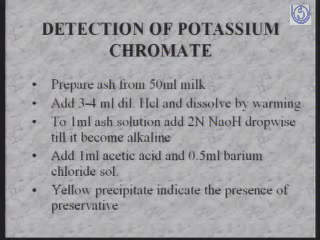 DETECTION OF POTASSIUM
CHROMATE
• Prepare ash from 50ml milk
• Add 3-4 ml dil. Hcl and dissolve by warming
• To 1ml ash solution add 2N NaoH dropwise
till it become alkaline
• Add 1ml acetic acid and 0.5ml barium
chloride sol.
• Yellow precipitate indicate the presence of
preservative